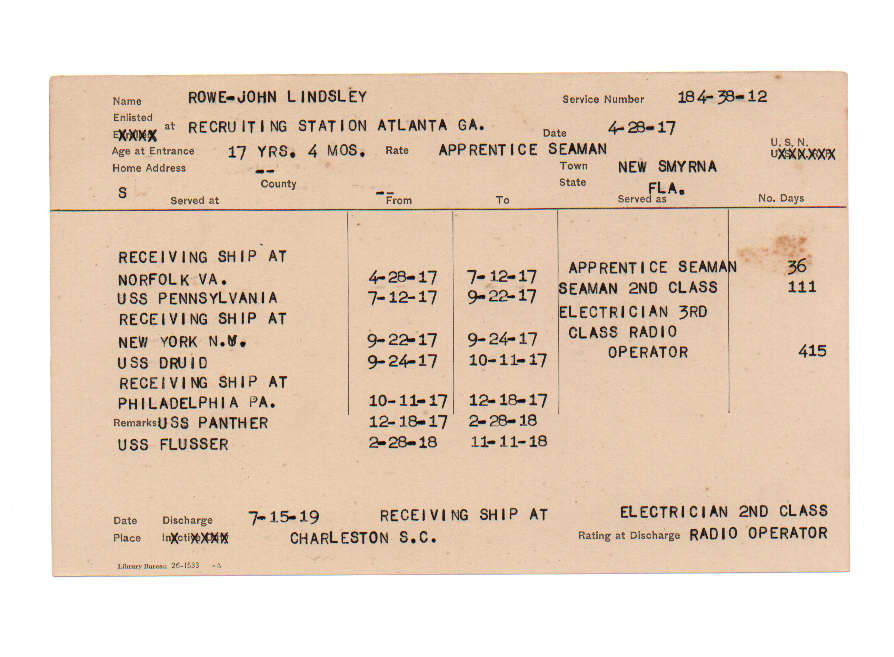 Name ROWE-JOHN LINDSLEY Service Number 184-38-12
Enlisted
at RECRUITING STATION ATLANTA GA. Date 4-28-17
Age at Entrance 17 YRS. 4 MOS. Rate APPRENTICE SEAMAN U. S. N.
Home Address -- Town NEW SMYRNA
S County -- State FLA.
Served at From To Served as No. Days
RECEIVING SHIP AT
NORFOLK VA. 4-28-17 7-12-17 APPRENTICE SEAMAN 36
USS PENNSYLVANIA 7-12-17 9-22-17 SEAMAN 2ND CLASS 111
RECEIVING SHIP AT ELECTRICIAN 3RD
NEW YORK N.Y. 9-22-17 9-24-17 CLASS RADIO
USS DRUID 9-24-17 10-11-17 OPERATOR 415
RECEIVING SHIP AT
PHILADELPHIA PA. 10-11-17 12-18-17
Remarks USS PANTHER 12-18-17 2-28-18
USS FLUSSER 2-28-18 11-11-18
Date Discharge 7-15-19 RECEIVING SHIP AT ELECTRICIAN 2ND CLASS
Place CHARLESTON S.C. Rating at Discharge RADIO OPERATOR
Library Bureau 26-1533